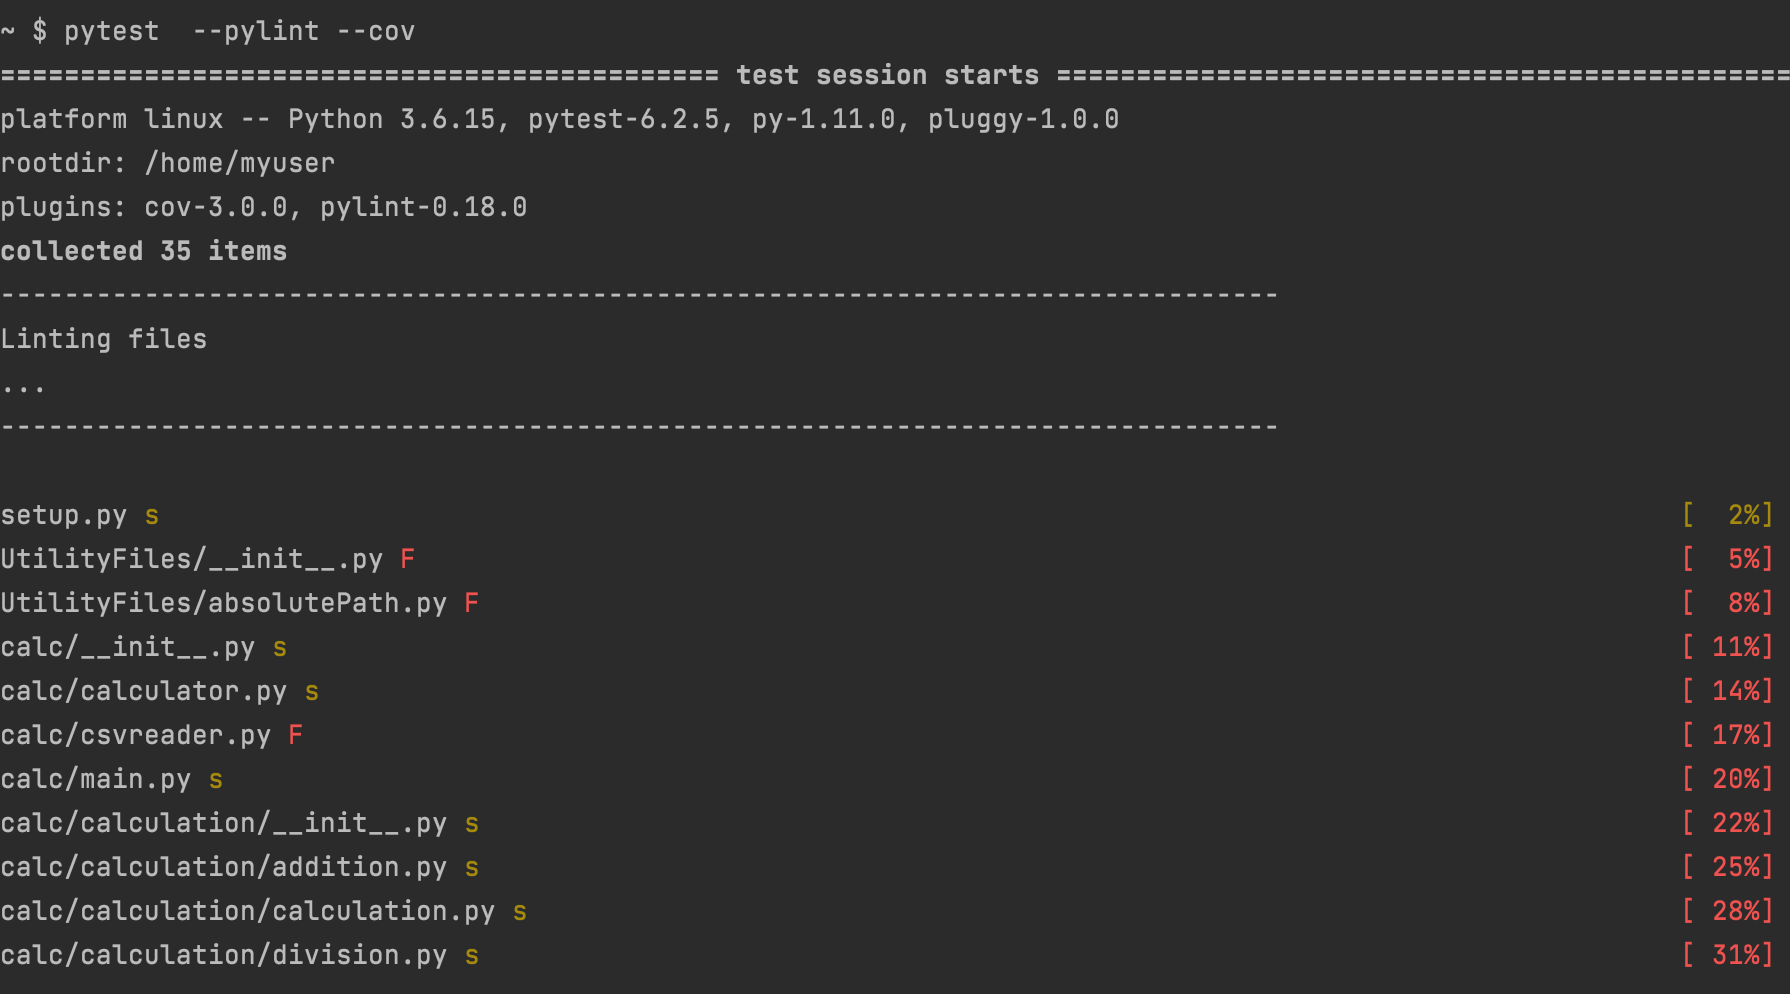 ~ $ pytest  --pylint --cov
============================================= test session starts ==============================================
platform linux -- Python 3.6.15, pytest-6.2.5, py-1.11.0, pluggy-1.0.0
rootdir: /home/myuser
plugins: cov-3.0.0, pylint-0.18.0
collected 35 items
--------------------------------------------------------------------------------
Linting files
...
--------------------------------------------------------------------------------
setup.py s [  2%]
UtilityFiles/__init__.py F [  5%]
UtilityFiles/absolutePath.py F [  8%]
calc/__init__.py s [ 11%]
calc/calculator.py s [ 14%]
calc/csvreader.py F [ 17%]
calc/main.py s [ 20%]
calc/calculation/__init__.py s [ 22%]
calc/calculation/addition.py s [ 25%]
calc/calculation/calculation.py s [ 28%]
calc/calculation/division.py s [ 31%]